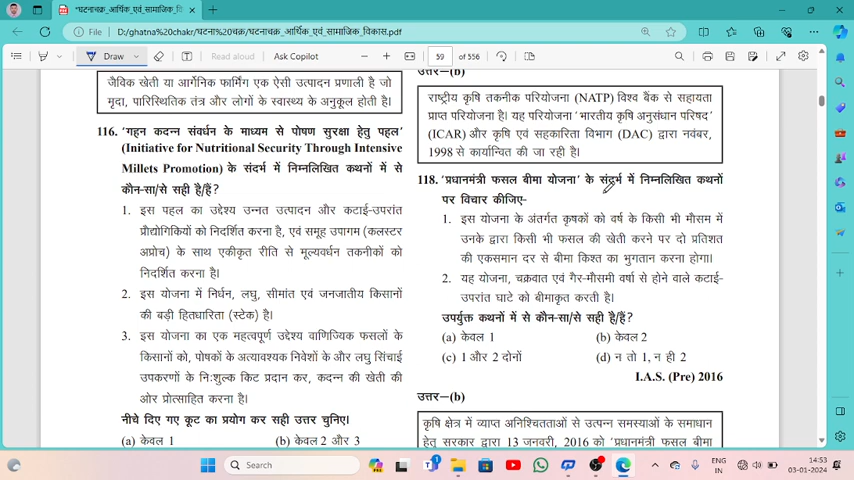 *घटनाचक्र_आर्थिक_एवं_सामाजिक_वि
File
D:/ghatna%20chakr/घटना%20चक्र_आर्थिक_एवं_सामाजिक_विकास.pdf
Draw
Read aloud
Ask Copilot
59
of 556
जैविक खेती या आर्गेनिक फार्मिंग एक ऐसी उत्पादन प्रणाली है जो
मृदा, पारिस्थितिक तंत्र और लोगों के स्वास्थ्य के अनुकूल होती है।
116. 'गहन कदन्न संवर्धन के माध्यम से पोषण सुरक्षा हेतु पहल'
(Initiative for Nutritional Security Through Intensive
Millets Promotion) के संदर्भ में निम्नलिखित कथनों में से
कौन-सा/से सही है/हैं?
1. इस पहल का उद्देश्य उन्नत उत्पादन और कटाई-उपरांत
प्रौद्योगिकियों को निदर्शित करना है, एवं समूह उपागम (कलस्टर
अप्रोच) के साथ एकीकृत रीति से मूल्यवर्धन तकनीकों को
निदर्शित करना है।
2. इस योजना में निर्धन, लघु, सीमांत एवं जनजातीय किसानों
की बड़ी हितधारिता (स्टेक) है।
3. इस योजना का एक महत्वपूर्ण उद्देश्य वाणिज्यिक फसलों के
किसानों को, पोषकों के अत्यावश्यक निवेशों के और लघु सिंचाई
उपकरणों के निःशुल्क किट प्रदान कर, कदन्न की खेती की
ओर प्रोत्साहित करना है।
नीचे दिए गए कूट का प्रयोग कर सही उत्तर चुनिए।
(a) केवल 1
(b) केवल 2 और 3
उत्तर–(b)
राष्ट्रीय कृषि तकनीक परियोजना (NATP) विश्व बैंक से सहायता
प्राप्त परियोजना है। यह परियोजना 'भारतीय कृषि अनुसंधान परिषद'
(ICAR) और कृषि एवं सहकारिता विभाग (DAC) द्वारा नवंबर,
1998 से कार्यान्वित की जा रही है।
118. 'प्रधानमंत्री फसल बीमा योजना' के संदर्भ में निम्नलिखित कथनों
पर विचार कीजिए-
1. इस योजना के अंतर्गत कृषकों को वर्ष के किसी भी मौसम में
उनके द्वारा किसी भी फसल की खेती करने पर दो प्रतिशत
की एकसमान दर से बीमा किश्त का भुगतान करना होगा।
2. यह योजना, चक्रवात एवं गैर-मौसमी वर्षा से होने वाले कटाई-
उपरांत घाटे को बीमाकृत करती है।
उपर्युक्त कथनों में से कौन-सा/से सही है/हैं?
(a) केवल 1
(b) केवल 2
(c) 1 और 2 दोनों
(d) न तो 1, न ही 2
I.A.S. (Pre) 2016
उत्तर–(b)
कृषि क्षेत्र में व्याप्त अनिश्चितताओं से उत्पन्न समस्याओं के समाधान
हेतु सरकार द्वारा 13 जनवरी, 2016 को 'प्रधानमंत्री फसल बीमा
Search
ENG
IN
14:53
03-01-2024